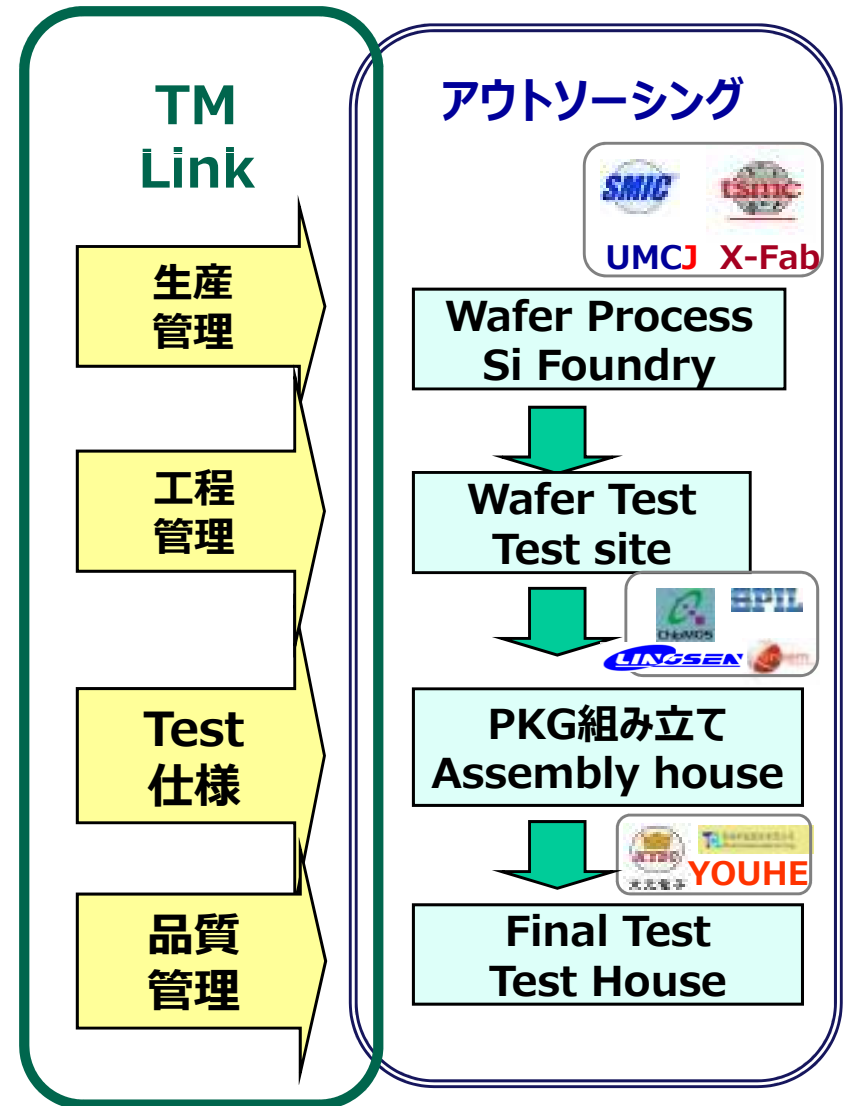 TM
Link
生産
管理
工程
管理
Test
仕様
品質
管理
アウトソーシング
SMIC
tsmc
UMCJ X-Fab
Wafer Process
Si Foundry
Wafer Test
Test site
ChipMOS
SPIL
LINGSEN
PKG組み立て
Assembly house
YOUHE
Final Test
Test House